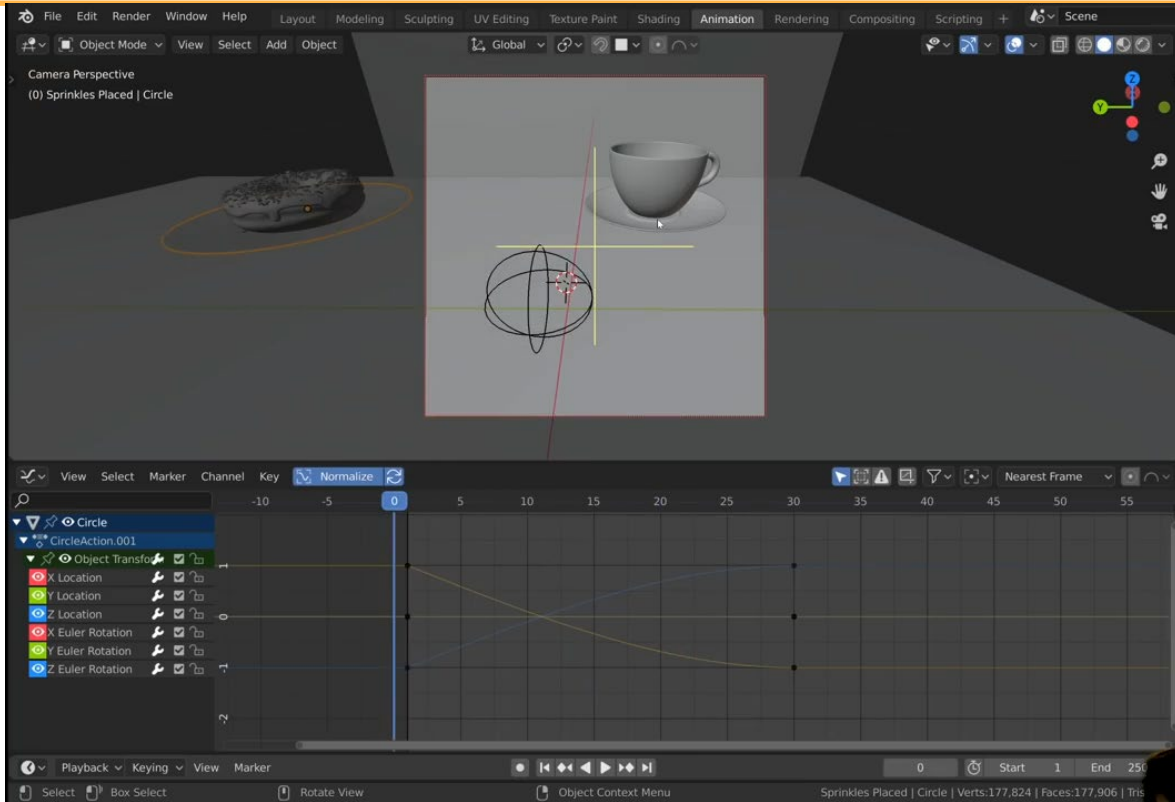 File Edit Render Window Help Layout Modeling Sculpting UV Editing Texture Paint Shading Animation Rendering Compositing Scripting + Scene
Object Mode View Select Add Object Global
Camera Perspective
(0) Sprinkles Placed | Circle
Z
Y
View Select Marker Channel Key Normalize Nearest Frame
-10 -5 0 5 10 15 20 25 30 35 40 45 50 55
Circle
CircleAction.001
Object Transfo
X Location
Y Location
Z Location
X Euler Rotation
Y Euler Rotation
Z Euler Rotation
1
0
-1
-2
Playback Keying View Marker 0 Start 1 End 250
Select Box Select Rotate View Object Context Menu Sprinkles Placed | Circle | Verts:177,824 | Faces:177,906 | Tris